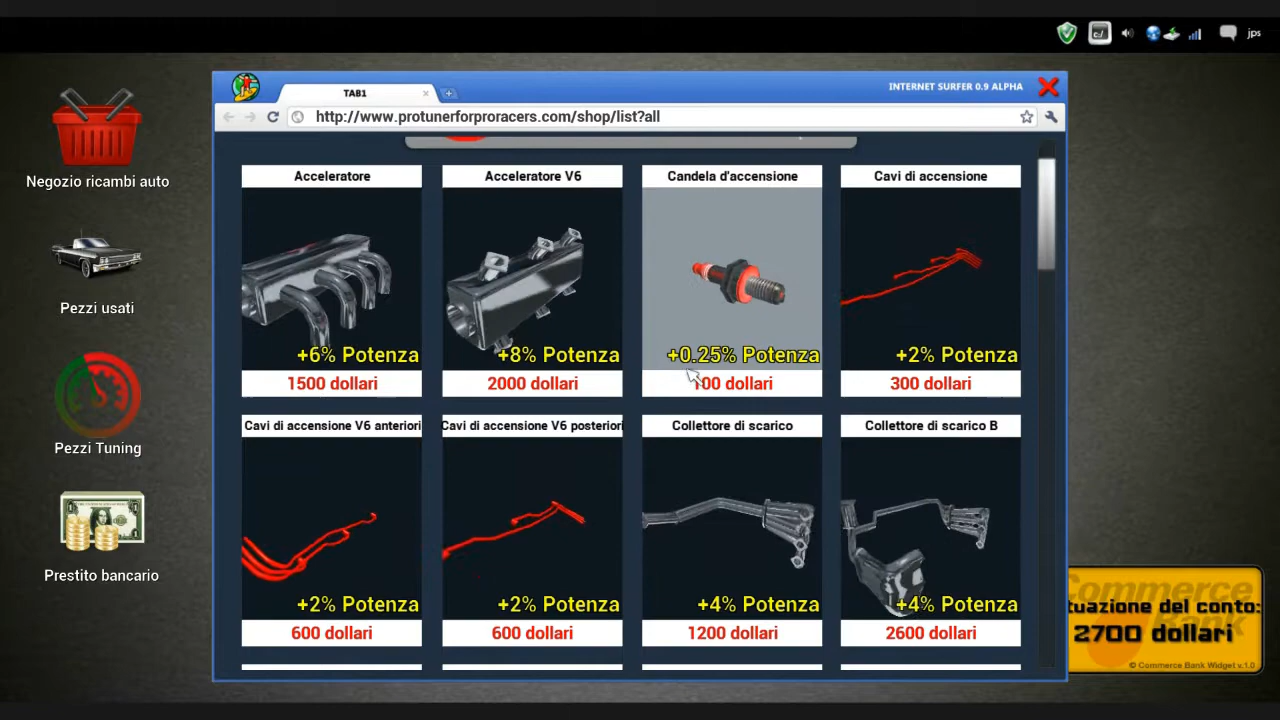 c:/
jps
TAB1
INTERNET SURFER 0.9 ALPHA
http://www.protunerforproracers.com/shop/list?all
Negozio ricambi auto
Pezzi usati
Pezzi Tuning
Prestito bancario
Acceleratore
Acceleratore V6
Candela d'accensione
Cavi di accensione
+6% Potenza
+8% Potenza
+0.25% Potenza
+2% Potenza
1500 dollari
2000 dollari
100 dollari
300 dollari
Cavi di accensione V6 anteriori
Cavi di accensione V6 posteriori
Collettore di scarico
Collettore di scarico B
+2% Potenza
+2% Potenza
+4% Potenza
+4% Potenza
600 dollari
600 dollari
1200 dollari
2600 dollari
Commerce
Bank
tuazione del conto:
2700 dollari
© Commerce Bank Widget v.1.0